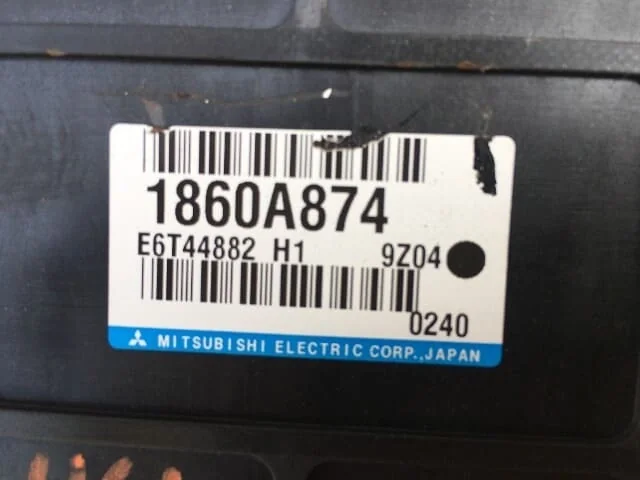 1860A874
E6T44882 H1 9Z04
0240
MITSUBISHI ELECTRIC CORP.,JAPAN